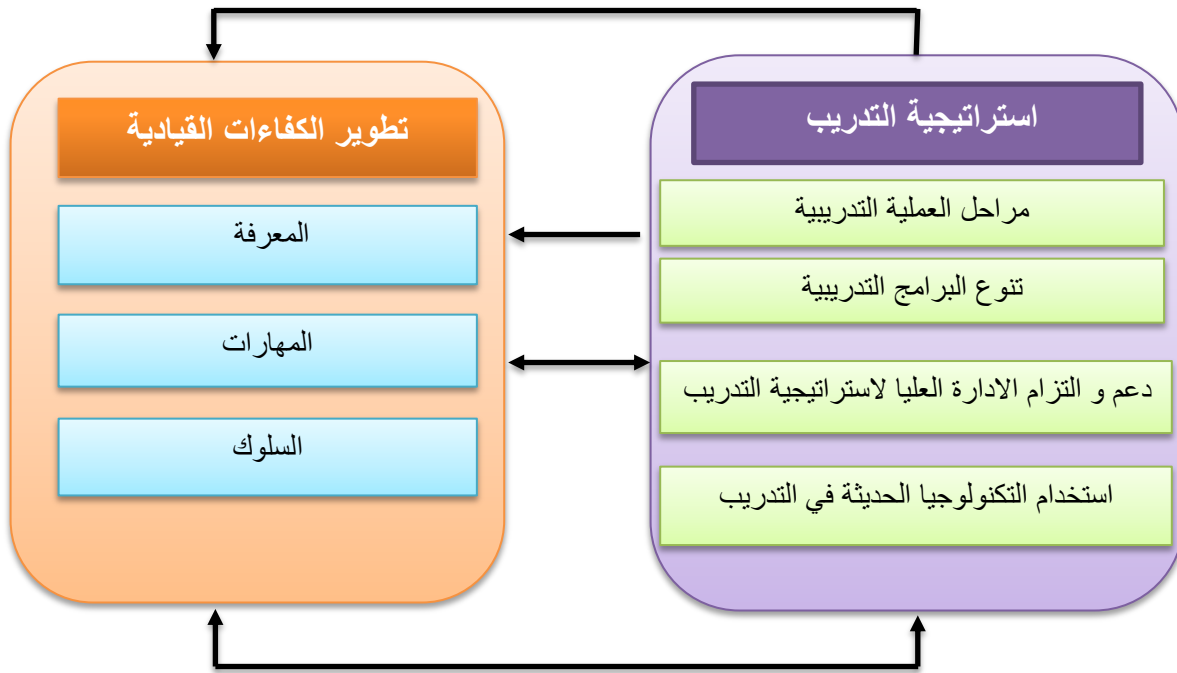 استراتيجية التدريب
مراحل العملية التدريبية
تنوع البرامج التدريبية
دعم و التزام الادارة العليا لاستراتيجية التدريب
استخدام التكنولوجيا الحديثة في التدريب
تطوير الكفاءات القيادية
المعرفة
المهارات
السلوك